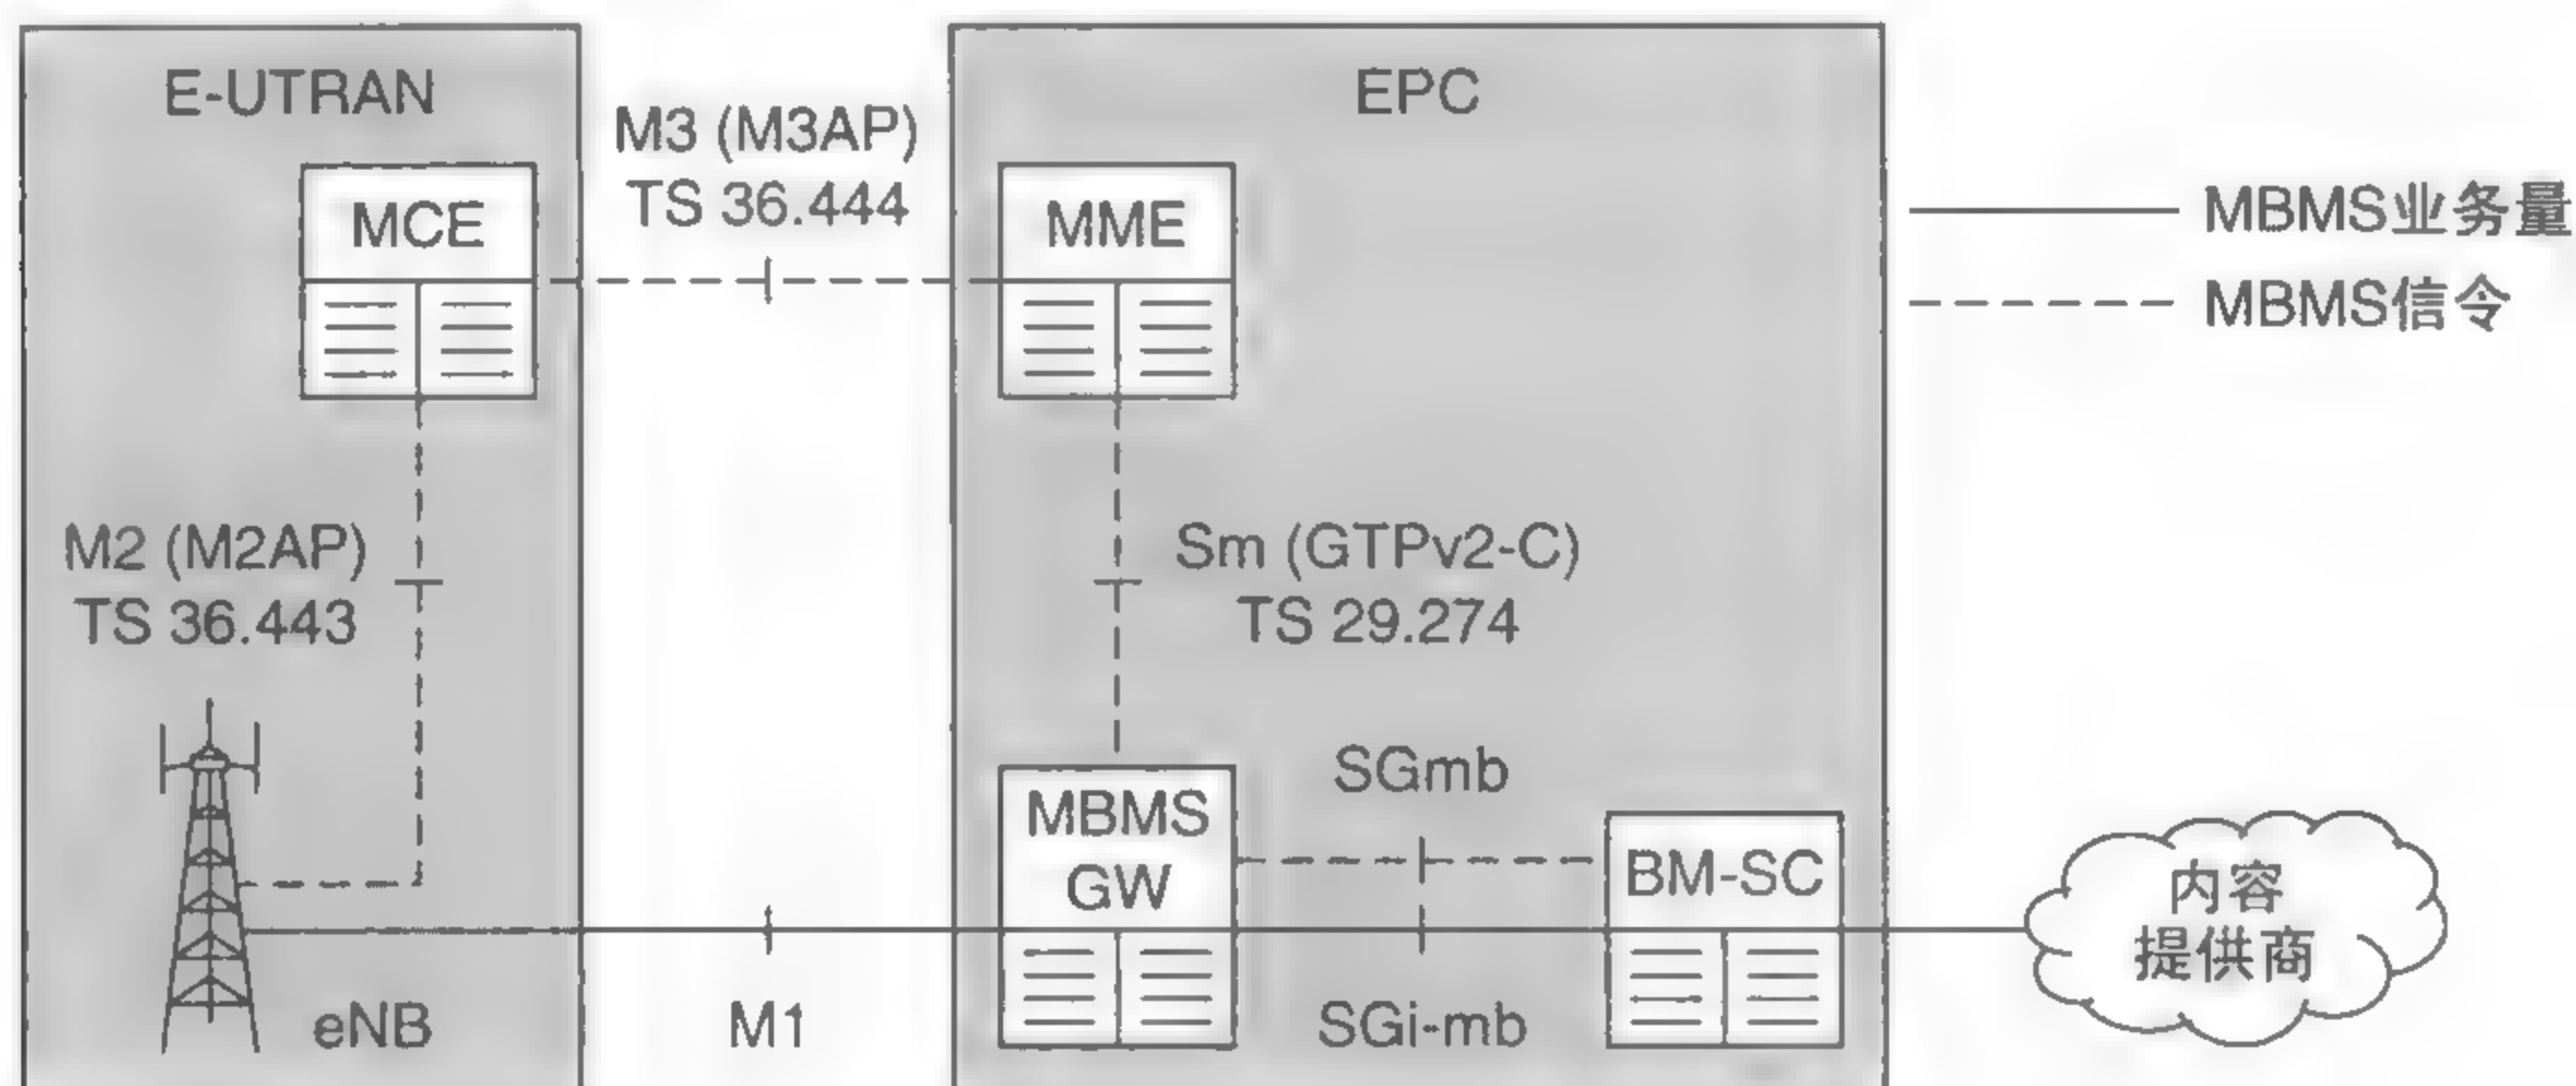 E-UTRAN
EPC
M3 (M3AP)
TS 36.444
MCE
MME
MBMS业务量
MBMS信令
M2 (M2AP)
TS 36.443
Sm (GTPv2-C)
TS 29.274
SGmb
MBMS
GW
BM-SC
内容
提供商
eNB
M1
SGi-mb